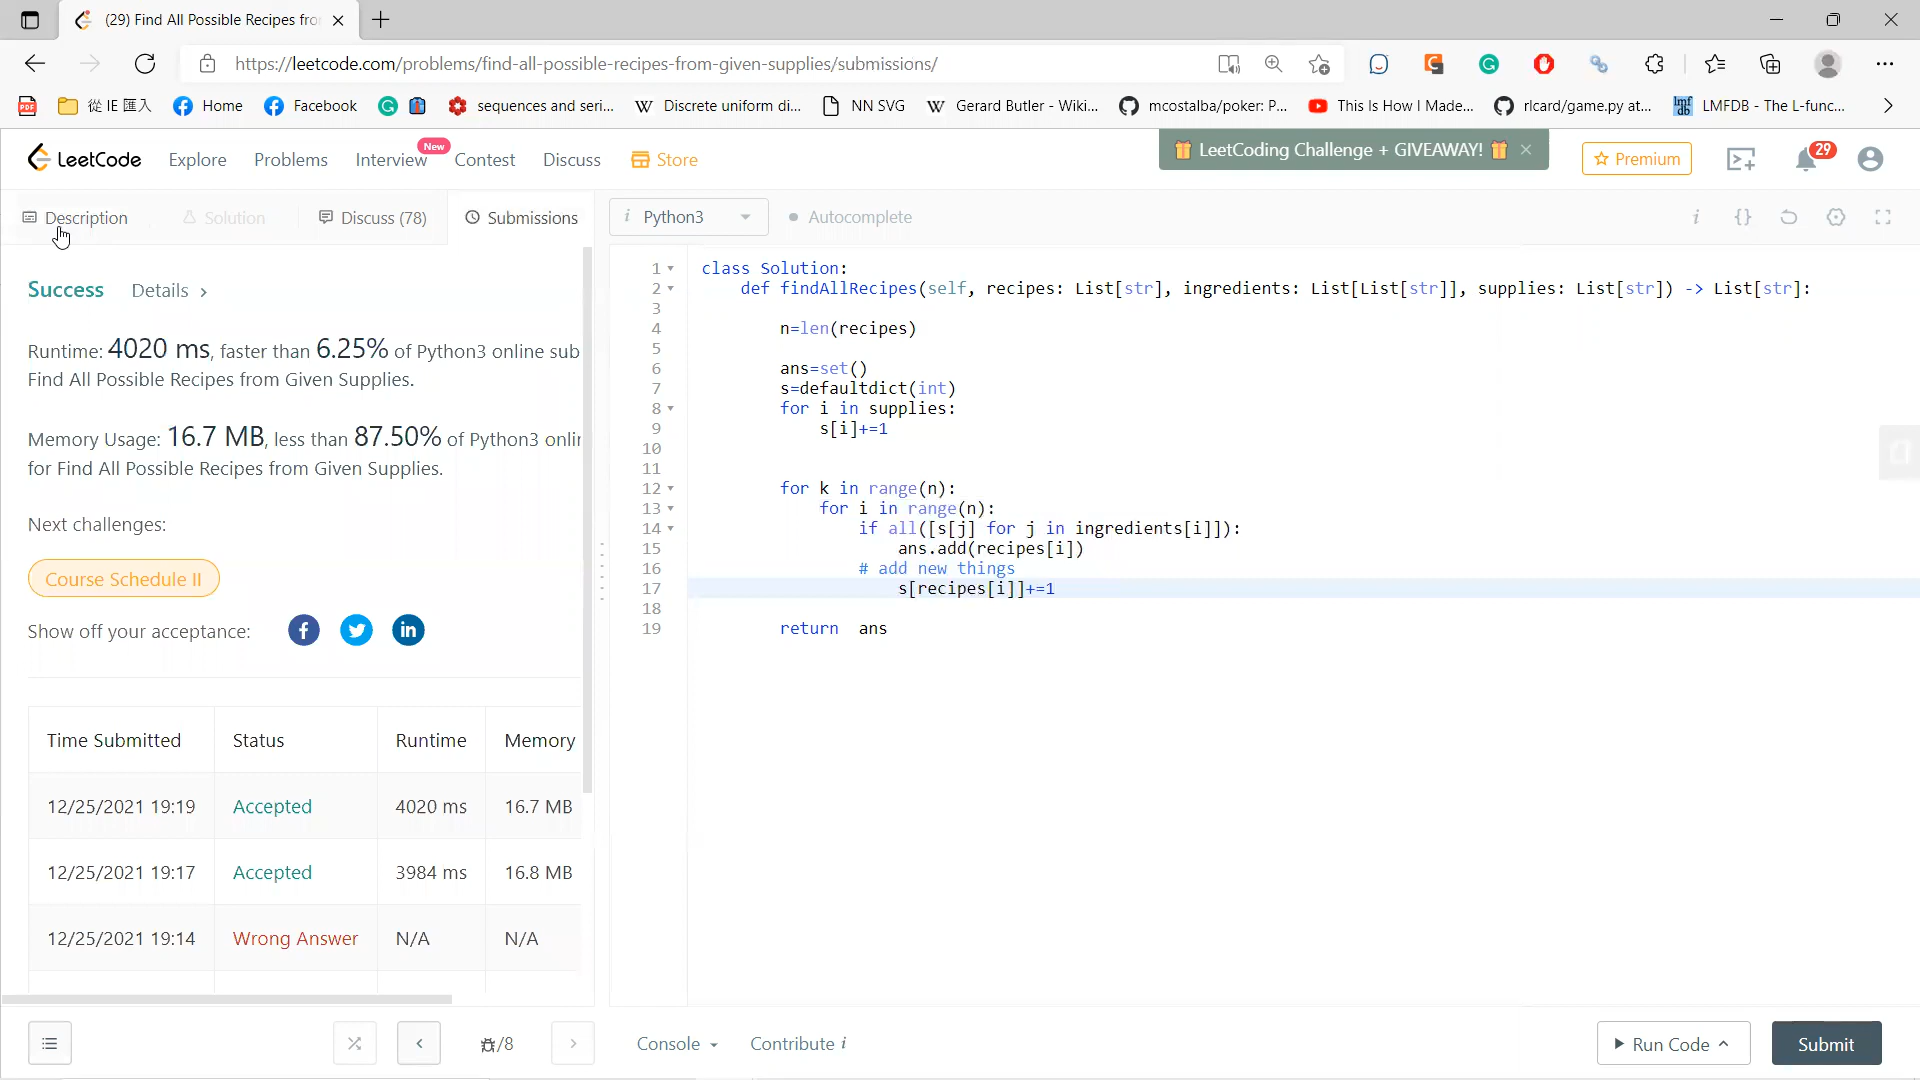 (29) Find All Possible Recipes fro
https://leetcode.com/problems/find-all-possible-recipes-from-given-supplies/submissions/
PDF 從 IE 匯入 Home Facebook sequences and seri... Discrete uniform di... NN SVG Gerard Butler - Wiki... mcostalba/poker: P... This Is How I Made... rlcard/game.py at... LMFDB - The L-func...
LeetCode Explore Problems Interview New Contest Discuss Store LeetCoding Challenge + GIVEAWAY! Premium 29
Description Solution Discuss (78) Submissions
i Python3 Autocomplete i {}
Success Details
Runtime: 4020 ms, faster than 6.25% of Python3 online sub
Find All Possible Recipes from Given Supplies.
Memory Usage: 16.7 MB, less than 87.50% of Python3 onlin
for Find All Possible Recipes from Given Supplies.
Next challenges:
Course Schedule II
Show off your acceptance:
Time Submitted Status Runtime Memory
12/25/2021 19:19 Accepted 4020 ms 16.7 MB
12/25/2021 19:17 Accepted 3984 ms 16.8 MB
12/25/2021 19:14 Wrong Answer N/A N/A
1 class Solution:
2 def findAllRecipes(self, recipes: List[str], ingredients: List[List[str]], supplies: List[str]) -> List[str]:
3
4 n=len(recipes)
5
6 ans=set()
7 s=defaultdict(int)
8 for i in supplies:
9 s[i]+=1
10
11
12 for k in range(n):
13 for i in range(n):
14 if all([s[j] for j in ingredients[i]]):
15 ans.add(recipes[i])
16 # add new things
17 s[recipes[i]]+=1
18
19 return ans
/8
Console Contribute i
Run Code Submit